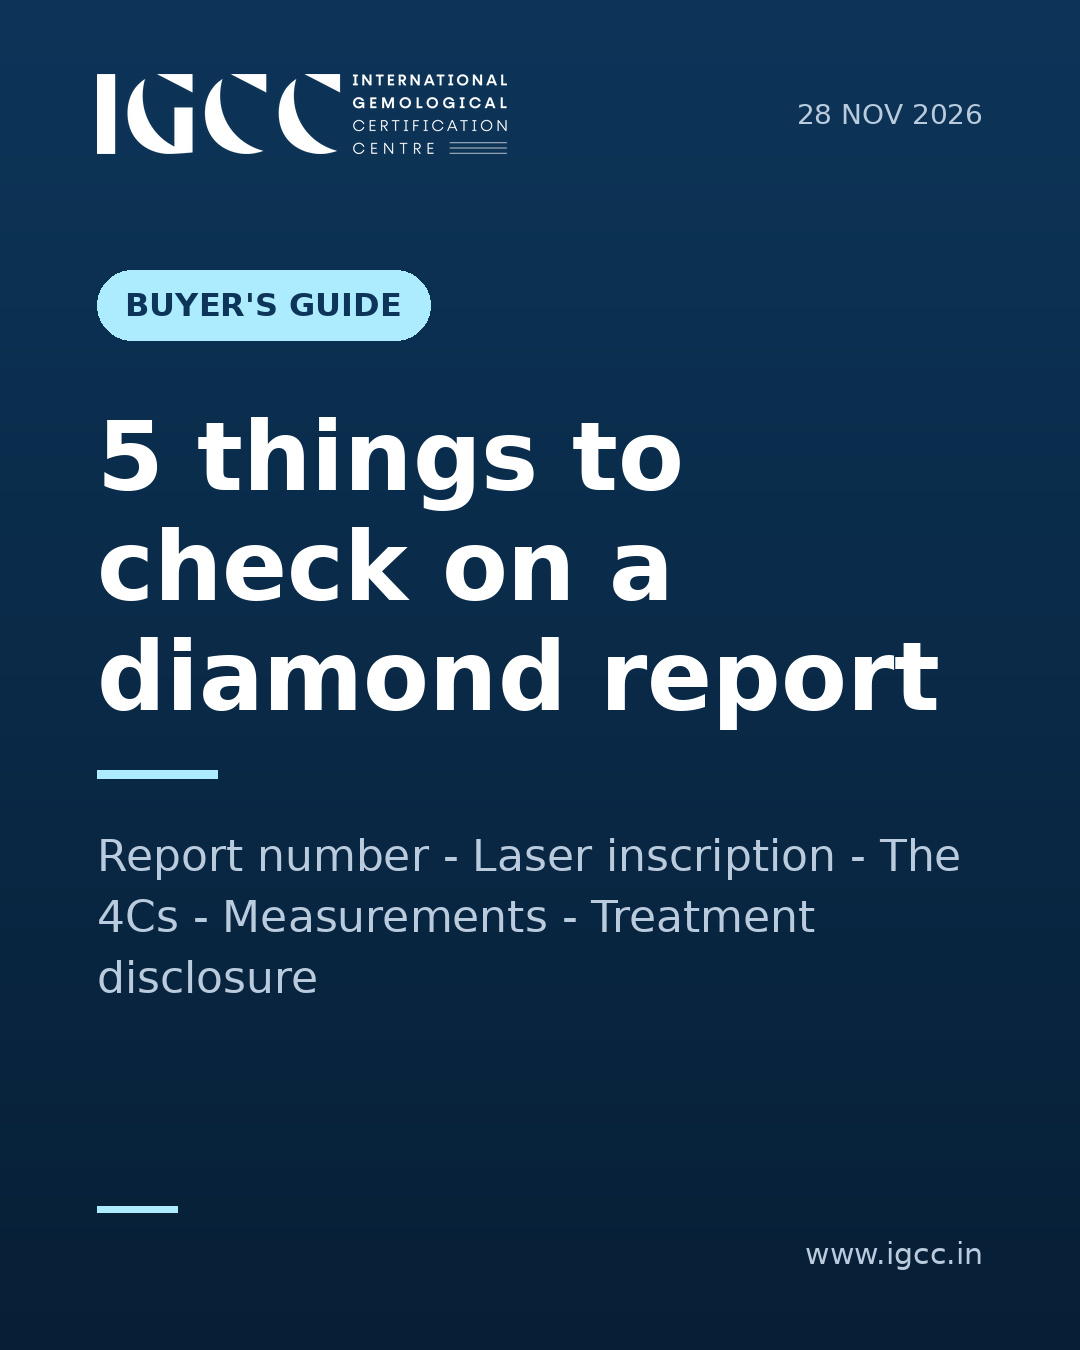 IGCC
INTERNATIONAL
GEMOLOGICAL
CERTIFICATION
CENTRE
28 NOV 2026
BUYER'S GUIDE
5 things to
check on a
diamond report
Report number - Laser inscription - The
4Cs - Measurements - Treatment
disclosure
www.igcc.in